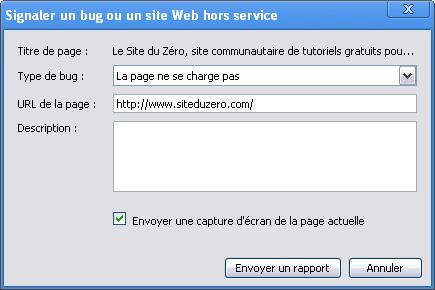 Signaler un bug ou un site Web hors service
Titre de page : Le Site du Zéro, site communautaire de tutoriels gratuits pou...
Type de bug : La page ne se charge pas
URL de la page : http://www.siteduzero.com/
Description :
Envoyer une capture d'écran de la page actuelle
Envoyer un rapport Annuler